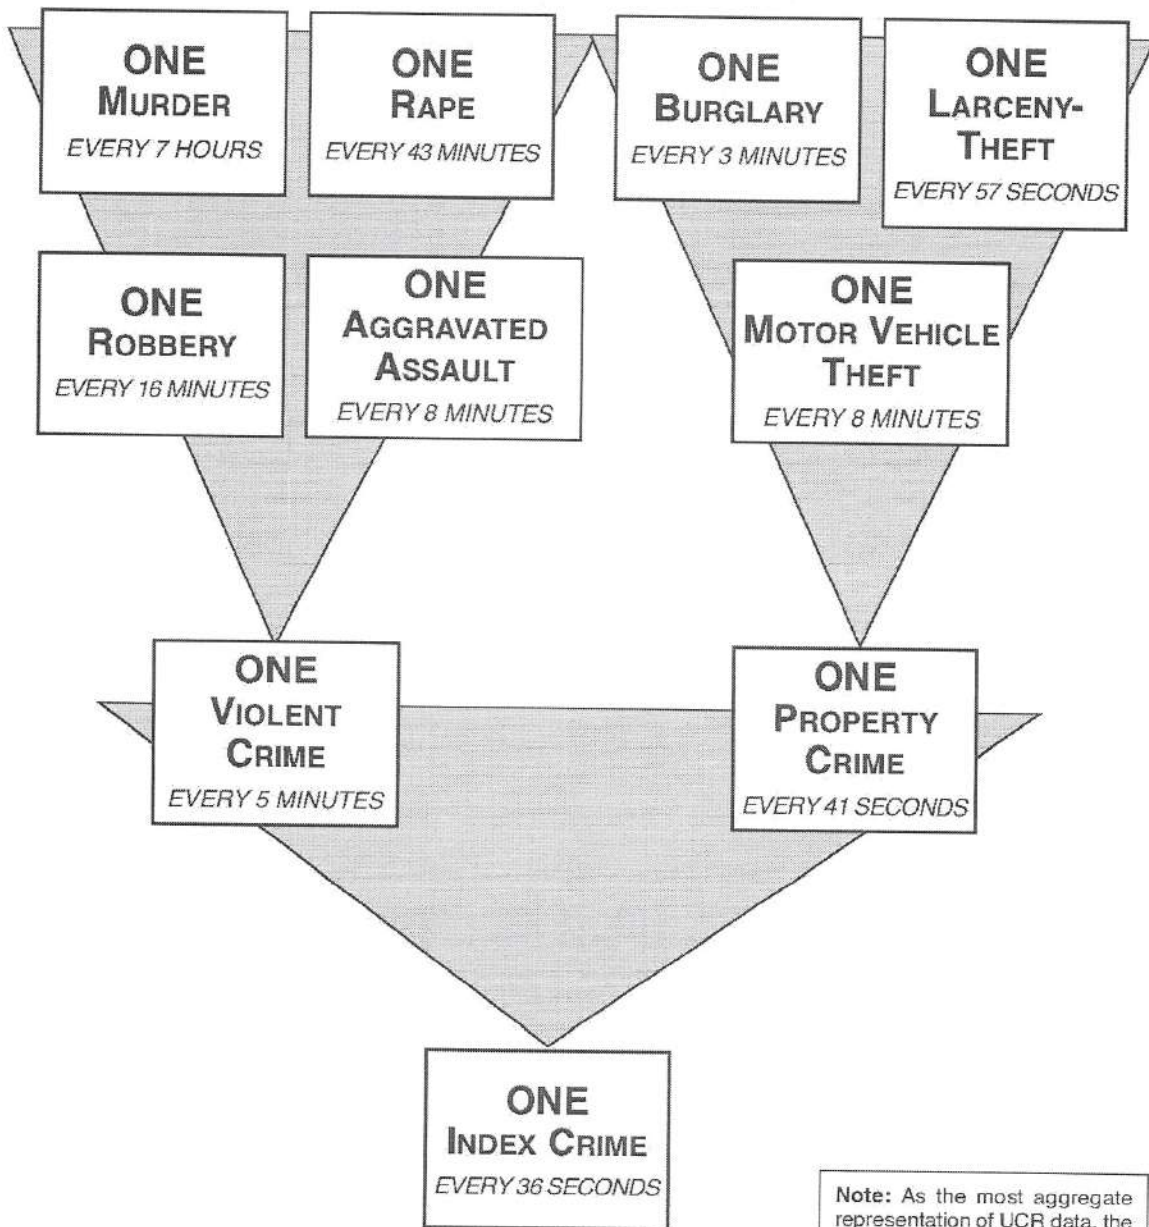 ONE
MURDER
EVERY 7 HOURS
ONE
RAPE
EVERY 43 MINUTES
ONE
BURGLARY
EVERY 3 MINUTES
ONE
LARCENY-
THEFT
EVERY 57 SECONDS
ONE
ROBBERY
EVERY 16 MINUTES
ONE
AGGRAVATED
ASSAULT
EVERY 8 MINUTES
ONE
MOTOR VEHICLE
THEFT
EVERY 8 MINUTES
ONE
VIOLENT
CRIME
EVERY 5 MINUTES
ONE
PROPERTY
CRIME
EVERY 41 SECONDS
ONE
INDEX CRIME
EVERY 36 SECONDS
Note: As the most aggregate
representation of UCR data, the